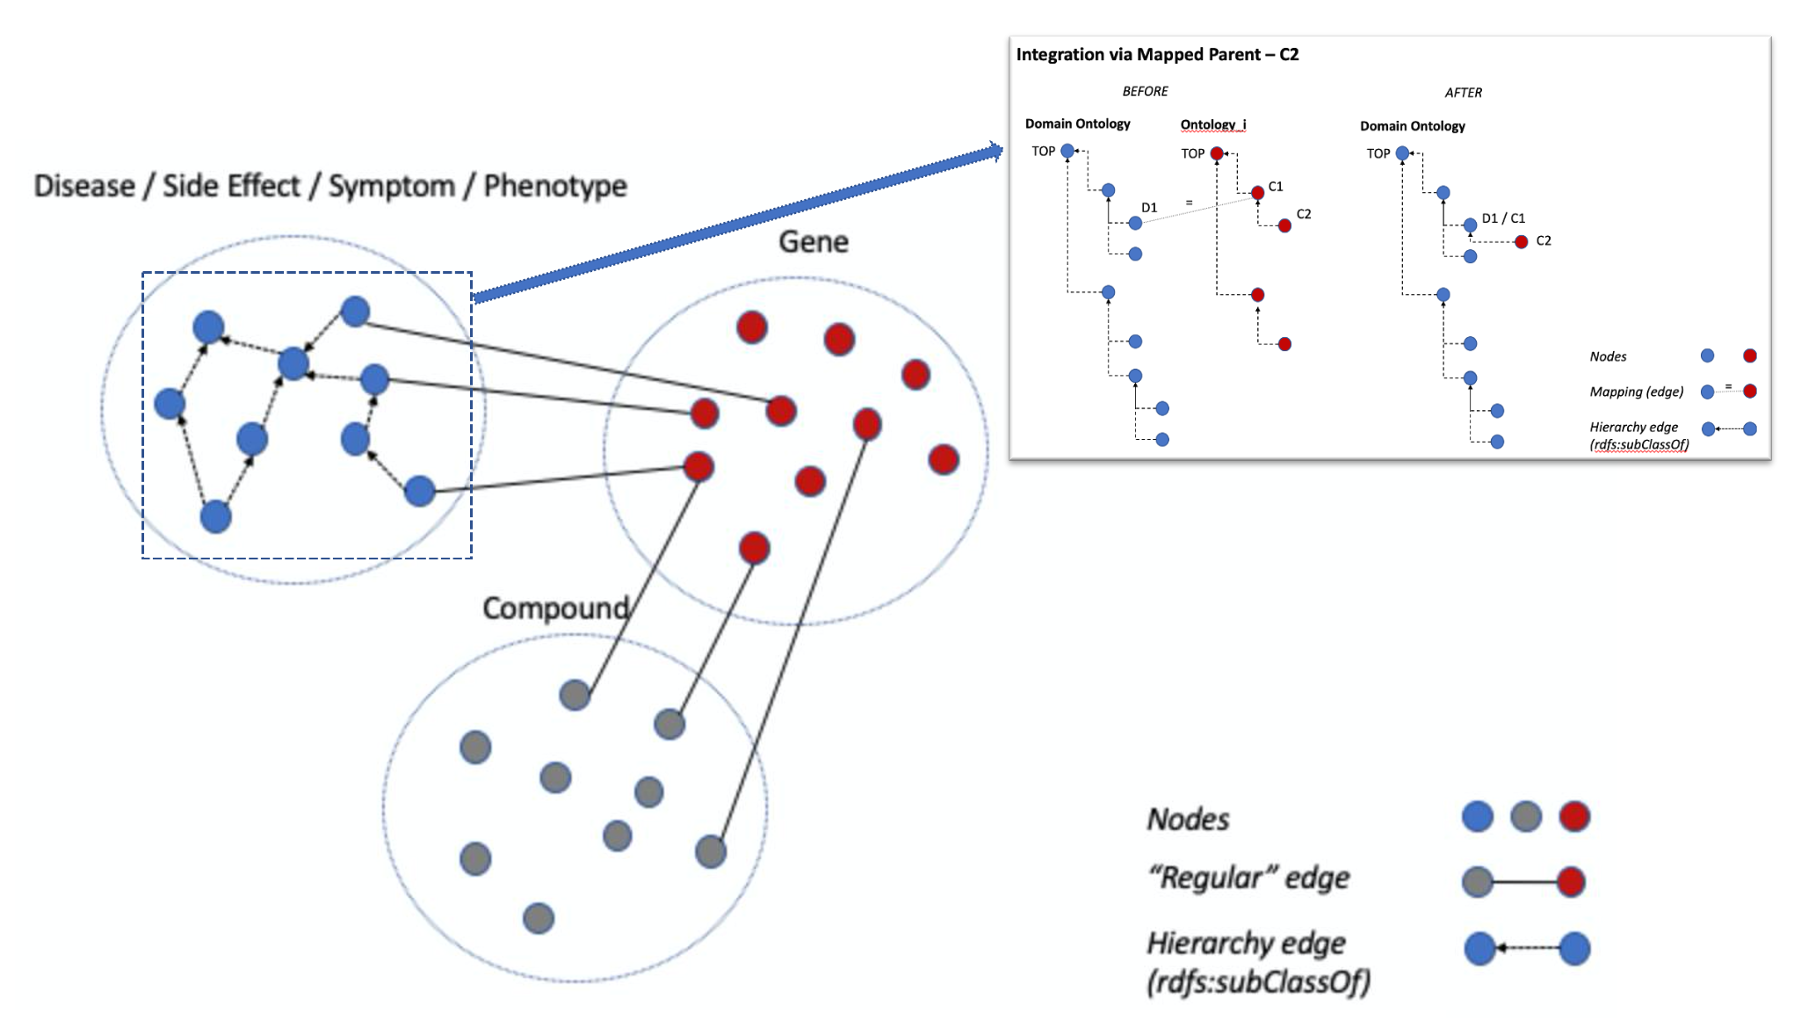 Integration via Mapped Parent – C2
BEFORE
AFTER
Domain Ontology
Ontology_i
Domain Ontology
TOP
TOP
TOP
C1
D1
=
C2
D1 / C1
C2
Nodes
Mapping (edge)
=
Hierarchy edge
(rdfs:subClassOf)
Disease / Side Effect / Symptom / Phenotype
Gene
Compound
Nodes
“Regular” edge
Hierarchy edge
(rdfs:subClassOf)